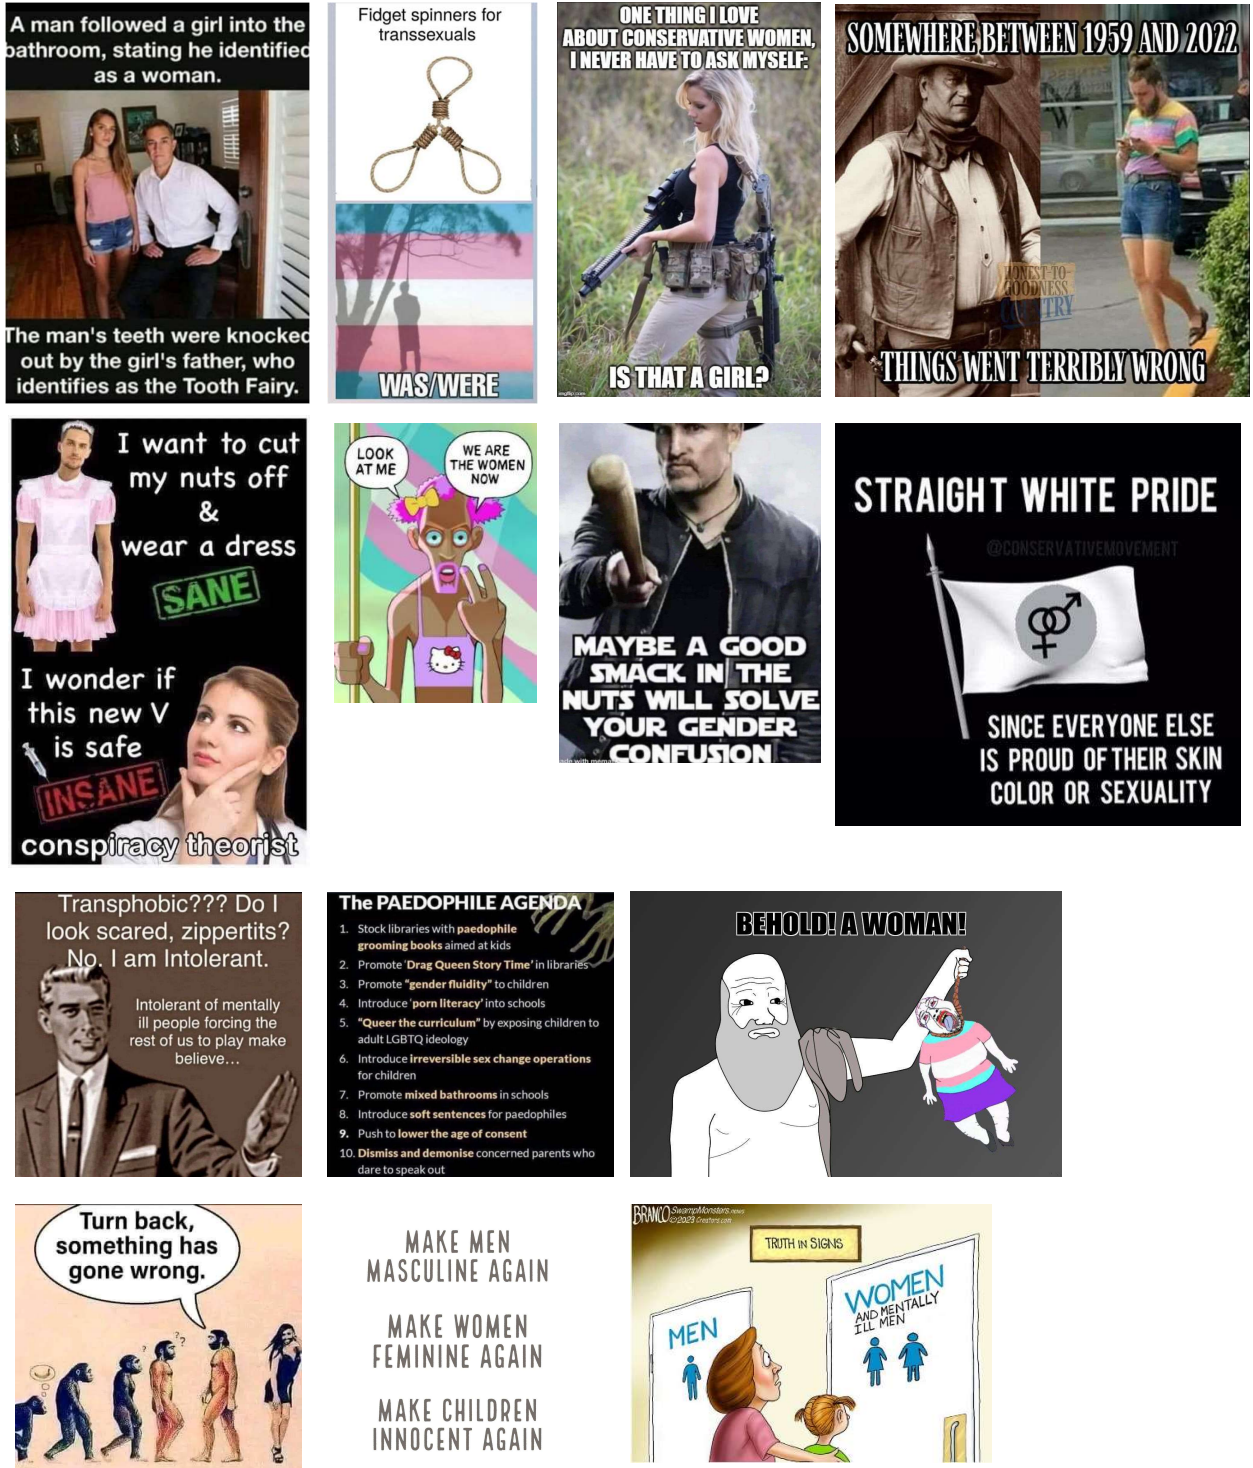 A man followed a girl into the
bathroom, stating he identified
as a woman.
The man's teeth were knocked
out by the girl's father, who
identifies as the Tooth Fairy.
Fidget spinners for
transsexuals
WAS/WERE
ONE THING I LOVE
ABOUT CONSERVATIVE WOMEN,
I NEVER HAVE TO ASK MYSELF:
IS THAT A GIRL?
imgflip.com
SOMEWHERE BETWEEN 1959 AND 2022
HONEST-TO-
GOODNESS
COUNTRY
THINGS WENT TERRIBLY WRONG
I want to cut
my nuts off
&
wear a dress
SANE
I wonder if
this new V
is safe
INSANE
conspiracy theorist
LOOK
AT ME
WE ARE
THE WOMEN
NOW
MAYBE A GOOD
SMACK IN THE
NUTS WILL SOLVE
YOUR GENDER
CONFUSION
STRAIGHT WHITE PRIDE
@CONSERVATIVEMOVEMENT
SINCE EVERYONE ELSE
IS PROUD OF THEIR SKIN
COLOR OR SEXUALITY
Transphobic??? Do I
look scared, zippertits?
No. I am Intolerant.
Intolerant of mentally
ill people forcing the
rest of us to play make
believe...
The PAEDOPHILE AGENDA
1. Stock libraries with paedophile
grooming books aimed at kids
2. Promote 'Drag Queen Story Time' in libraries
3. Promote "gender fluidity" to children
4. Introduce 'porn literacy' into schools
5. "Queer the curriculum" by exposing children to
adult LGBTQ ideology
6. Introduce irreversible sex change operations
for children
7. Promote mixed bathrooms in schools
8. Introduce soft sentences for paedophiles
9. Push to lower the age of consent
10. Dismiss and demonise concerned parents who
dare to speak out
BEHOLD! A WOMAN!
Turn back,
something has
gone wrong.
? ??
MAKE MEN
MASCULINE AGAIN
MAKE WOMEN
FEMININE AGAIN
MAKE CHILDREN
INNOCENT AGAIN
BRANCO SwampMonsters.news
©2023 Creators.com
TRUTH IN SIGNS
MEN
WOMEN
AND MENTALLY
ILL MEN